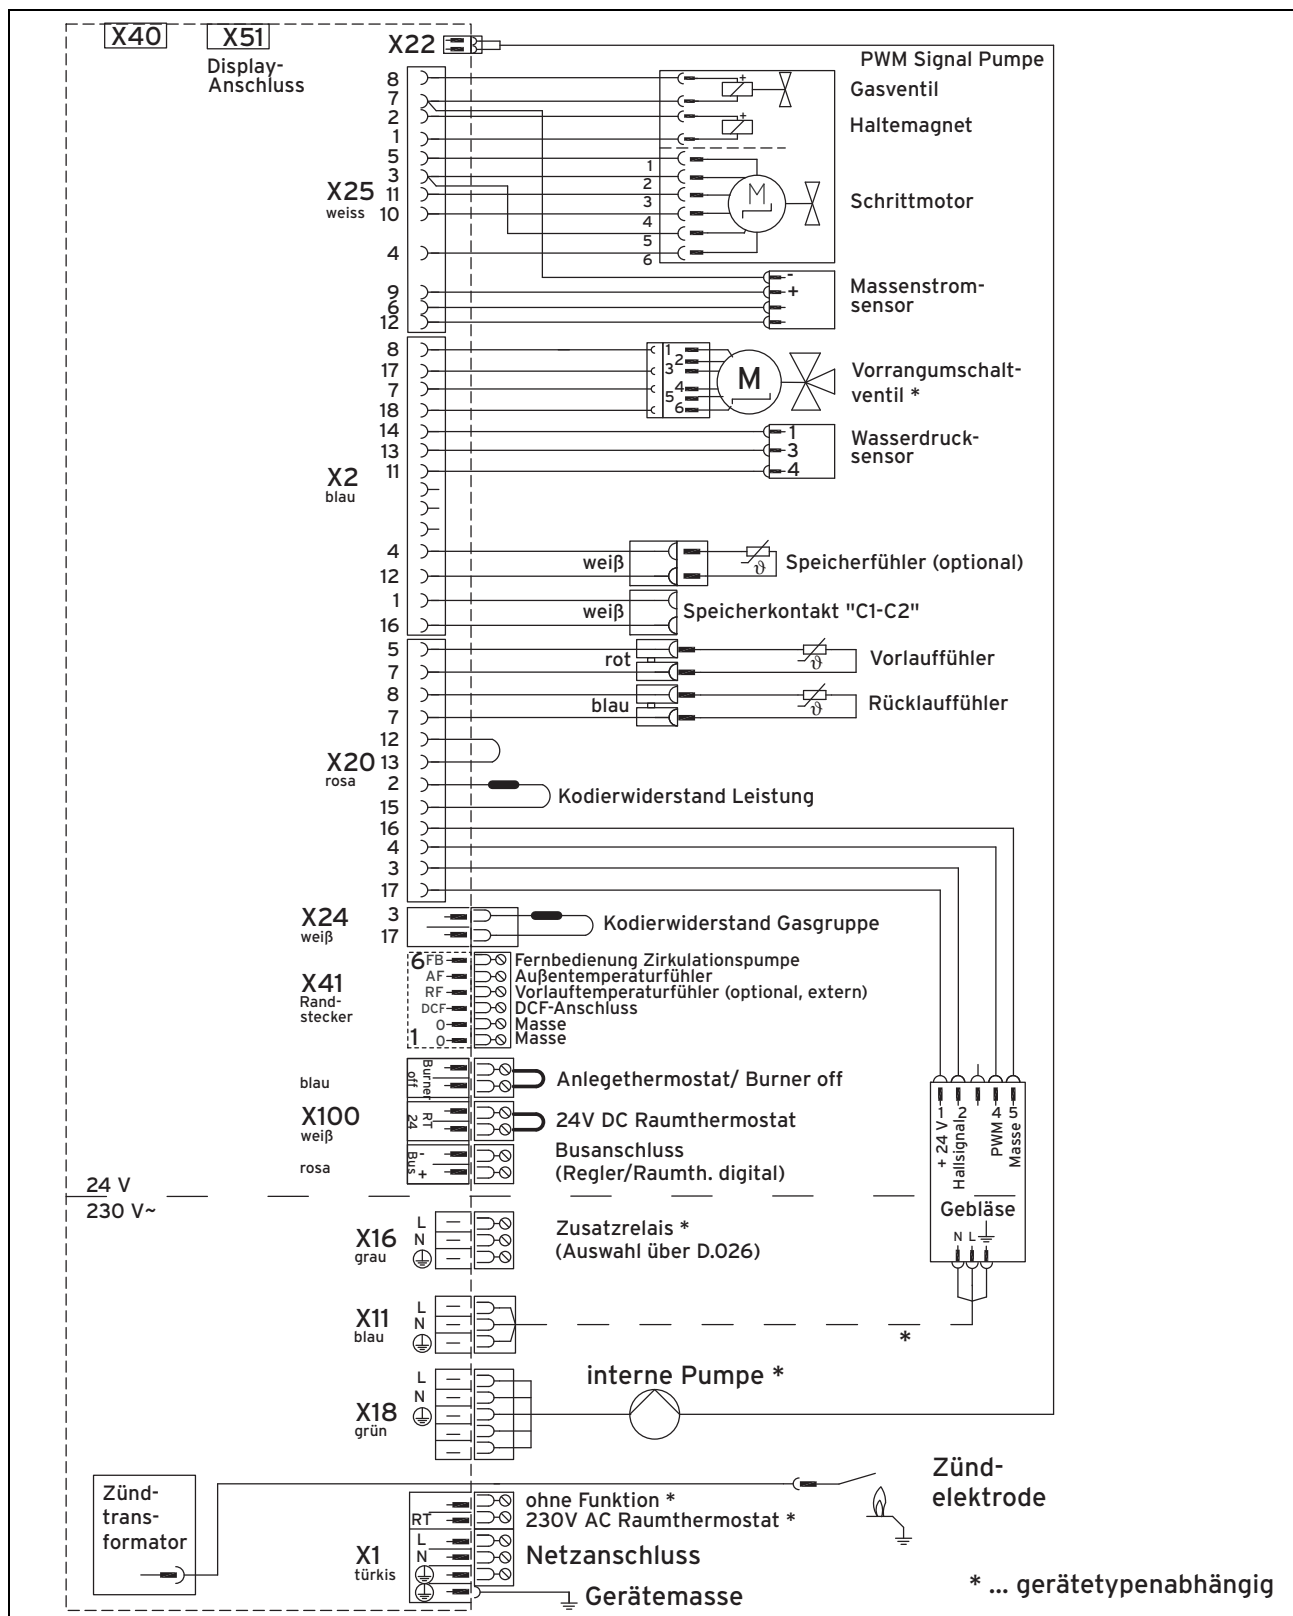 X40
X51
Display-
Anschluss
X22
PWM Signal Pumpe
8
7
2
1
5
3
11
10
4
9
6
12
X25
weiss
+
Gasventil
+
Haltemagnet
1
2
3
4
5
6
M
Schrittmotor
-
+
Massenstrom-
sensor
8
17
7
18
14
13
11
4
12
1
16
X2
blau
1
2
3
4
5
6
M
Vorrangumschalt-
ventil *
1
3
4
Wasserdruck-
sensor
weiß
ϑ
Speicherfühler (optional)
weiß
Speicherkontakt "C1-C2"
5
7
8
7
12
13
2
15
16
4
3
17
X20
rosa
rot
ϑ
Vorlauffühler
blau
ϑ
Rücklauffühler
Kodierwiderstand Leistung
X24
weiß
3
17
Kodierwiderstand Gasgruppe
X41
Rand-
stecker
6 FB
AF
RF
DCF
0
1 0
Fernbedienung Zirkulationspumpe
Außentemperaturfühler
Vorlauftemperaturfühler (optional, extern)
DCF-Anschluss
Masse
Masse
blau
Burner
off
Anlegethermostat/ Burner off
X100
weiß
RT
24
24V DC Raumthermostat
rosa
Bus
-
+
Busanschluss
(Regler/Raumth. digital)
1
2
4
5
+ 24 V
Hallsignal
PWM
Masse
Gebläse
N L
24 V
230 V~
X16
grau
L
N
Zusatzrelais *
(Auswahl über D.026)
X11
blau
L
N
*
X18
grün
L
N
interne Pumpe *
Zünd-
trans-
formator
Zünd-
elektrode
ohne Funktion *
RT
230V AC Raumthermostat *
X1
türkis
L
N
Netzanschluss
Gerätemasse
* ... gerätetypenabhängig